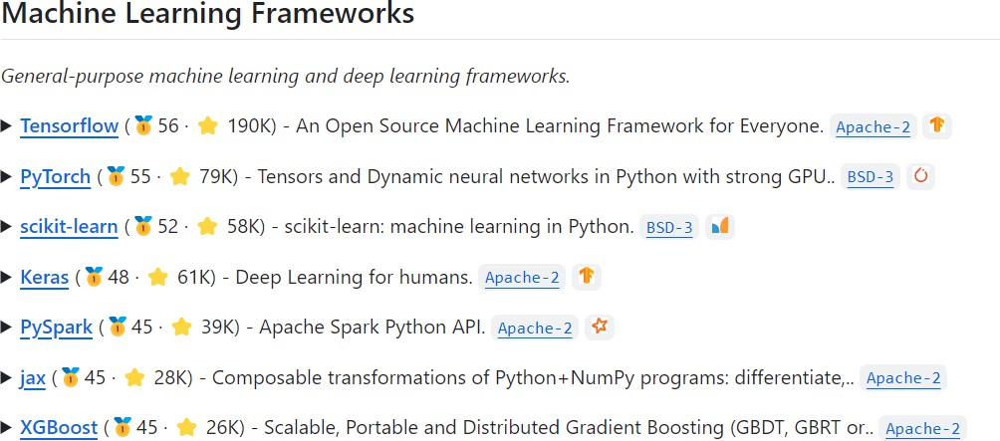 Machine Learning Frameworks
General-purpose machine learning and deep learning frameworks.
▶ Tensorflow (🥇56 · ⭐ 190K) - An Open Source Machine Learning Framework for Everyone. Apache-2
▶ PyTorch (🥇55 · ⭐ 79K) - Tensors and Dynamic neural networks in Python with strong GPU.. BSD-3
▶ scikit-learn (🥇52 · ⭐ 58K) - scikit-learn: machine learning in Python. BSD-3
▶ Keras (🥇48 · ⭐ 61K) - Deep Learning for humans. Apache-2
▶ PySpark (🥇45 · ⭐ 39K) - Apache Spark Python API. Apache-2
▶ jax (🥇45 · ⭐ 28K) - Composable transformations of Python+NumPy programs: differentiate,.. Apache-2
▶ XGBoost (🥇45 · ⭐ 26K) - Scalable, Portable and Distributed Gradient Boosting (GBDT, GBRT or.. Apache-2